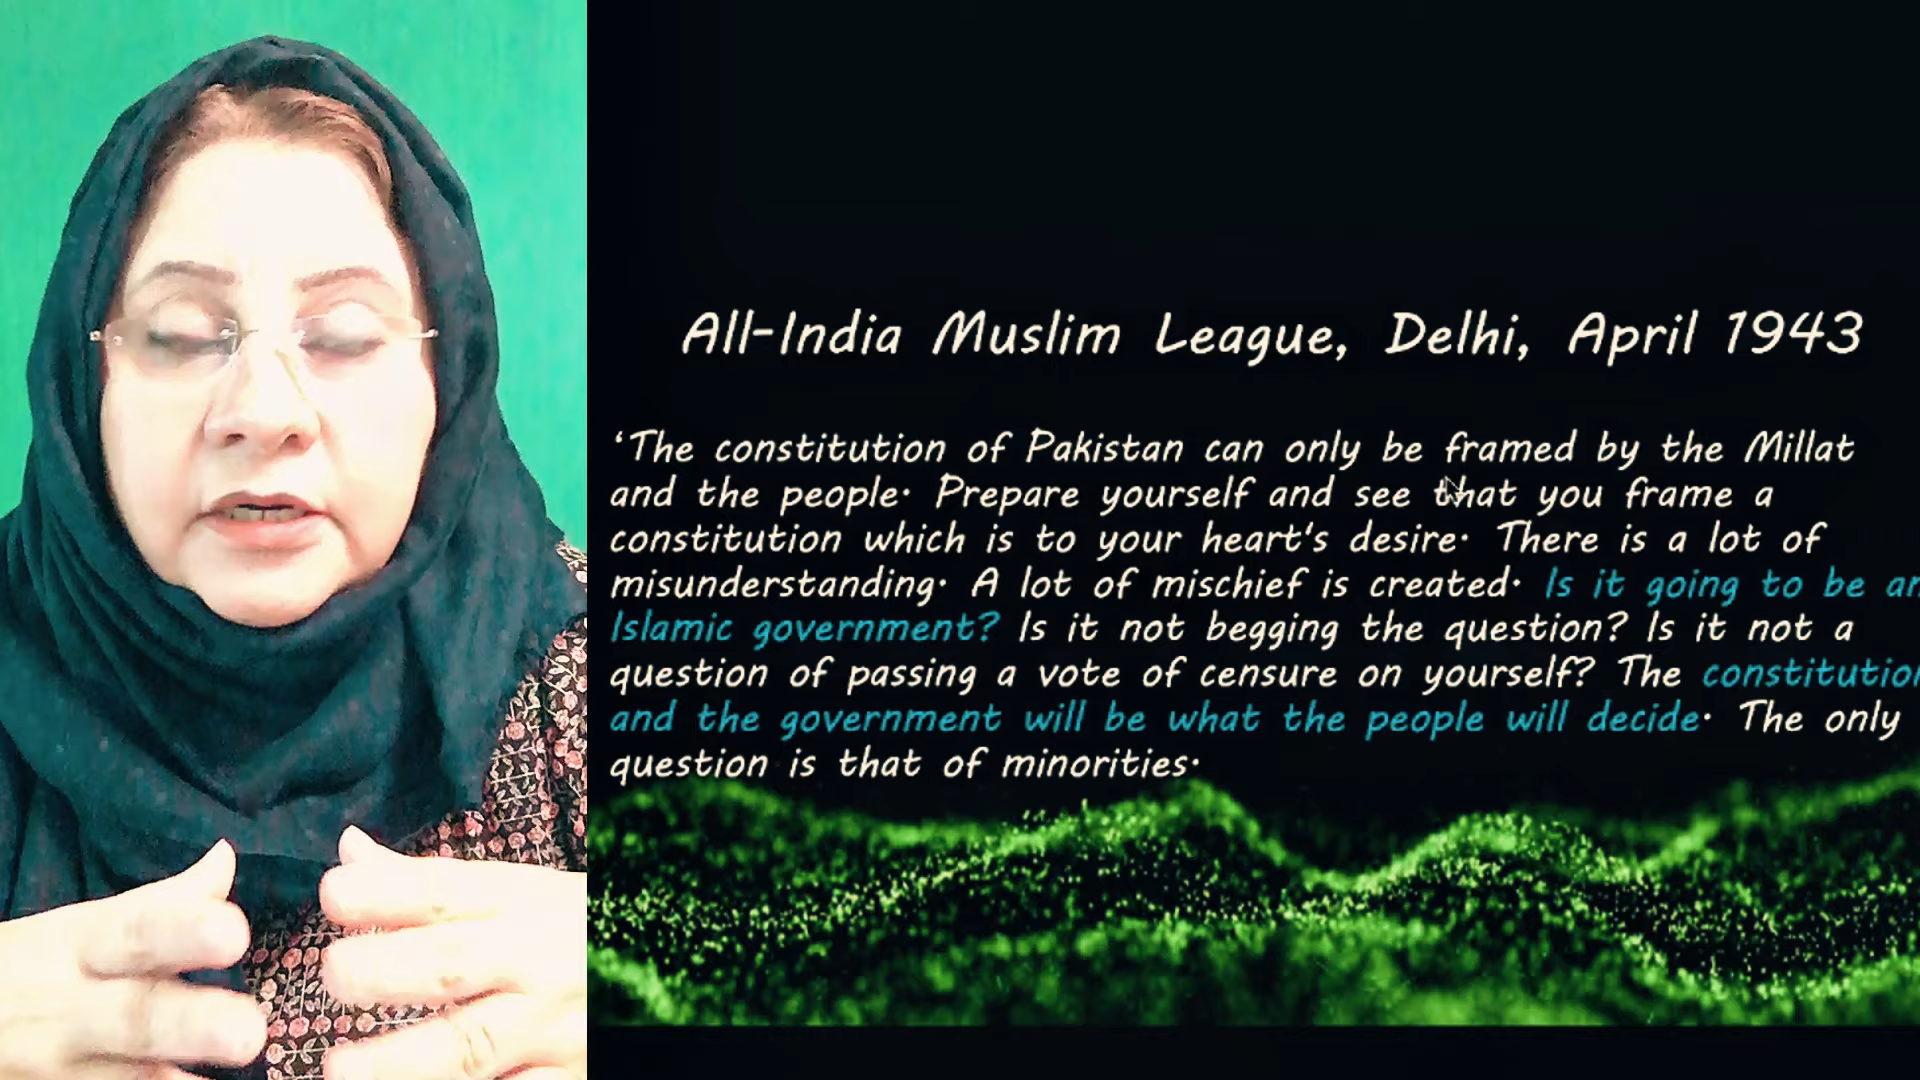 All-India Muslim League, Delhi, April 1943
‘The constitution of Pakistan can only be framed by the Millat
and the people. Prepare yourself and see that you frame a
constitution which is to your heart's desire. There is a lot of
misunderstanding. A lot of mischief is created. Is it going to be an
Islamic government? Is it not begging the question? Is it not a
question of passing a vote of censure on yourself? The constitution
and the government will be what the people will decide. The only
question is that of minorities.